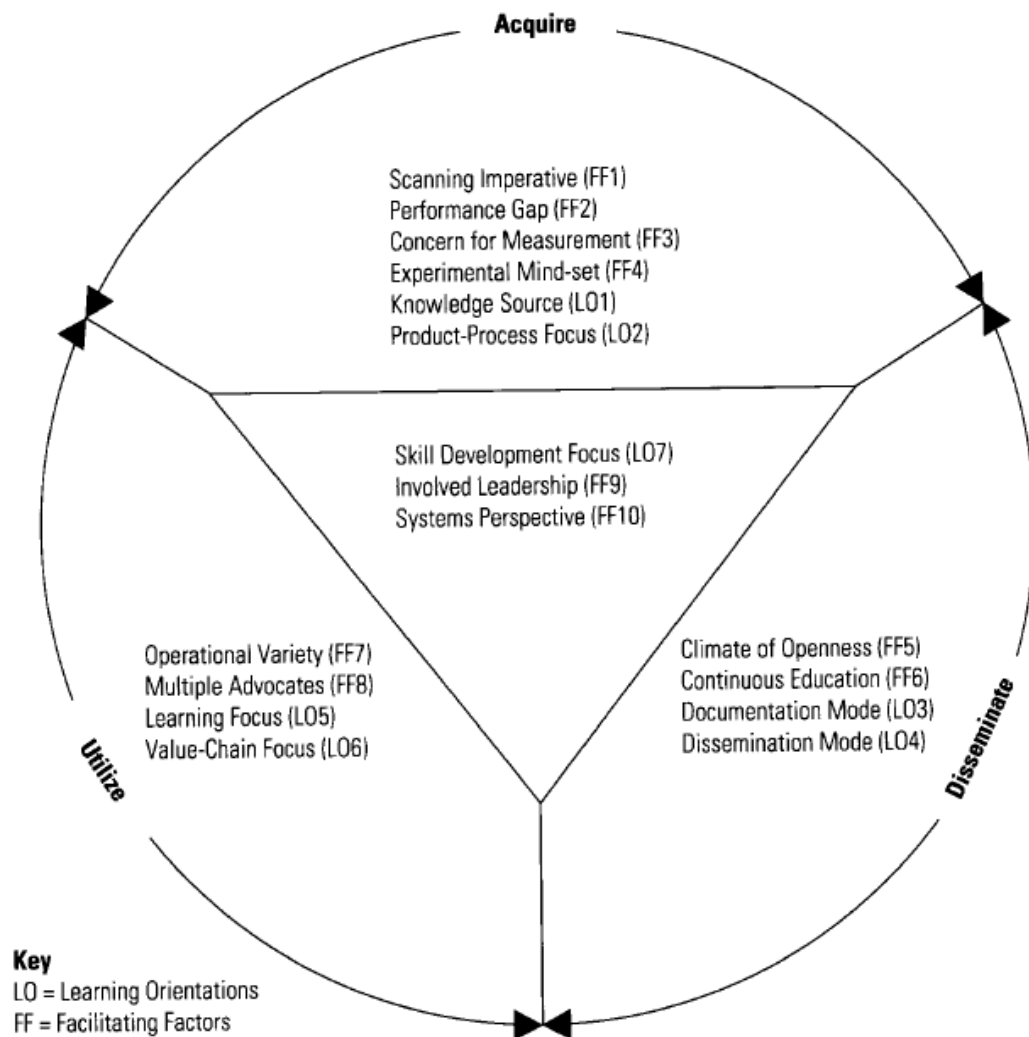 Acquire
Scanning Imperative (FF1)
Performance Gap (FF2)
Concern for Measurement (FF3)
Experimental Mind-set (FF4)
Knowledge Source (LO1)
Product-Process Focus (LO2)
Skill Development Focus (LO7)
Involved Leadership (FF9)
Systems Perspective (FF10)
Operational Variety (FF7)
Multiple Advocates (FF8)
Learning Focus (LO5)
Value-Chain Focus (LO6)
Utilize
Climate of Openness (FF5)
Continuous Education (FF6)
Documentation Mode (LO3)
Dissemination Mode (LO4)
Disseminate
Key
LO = Learning Orientations
FF = Facilitating Factors